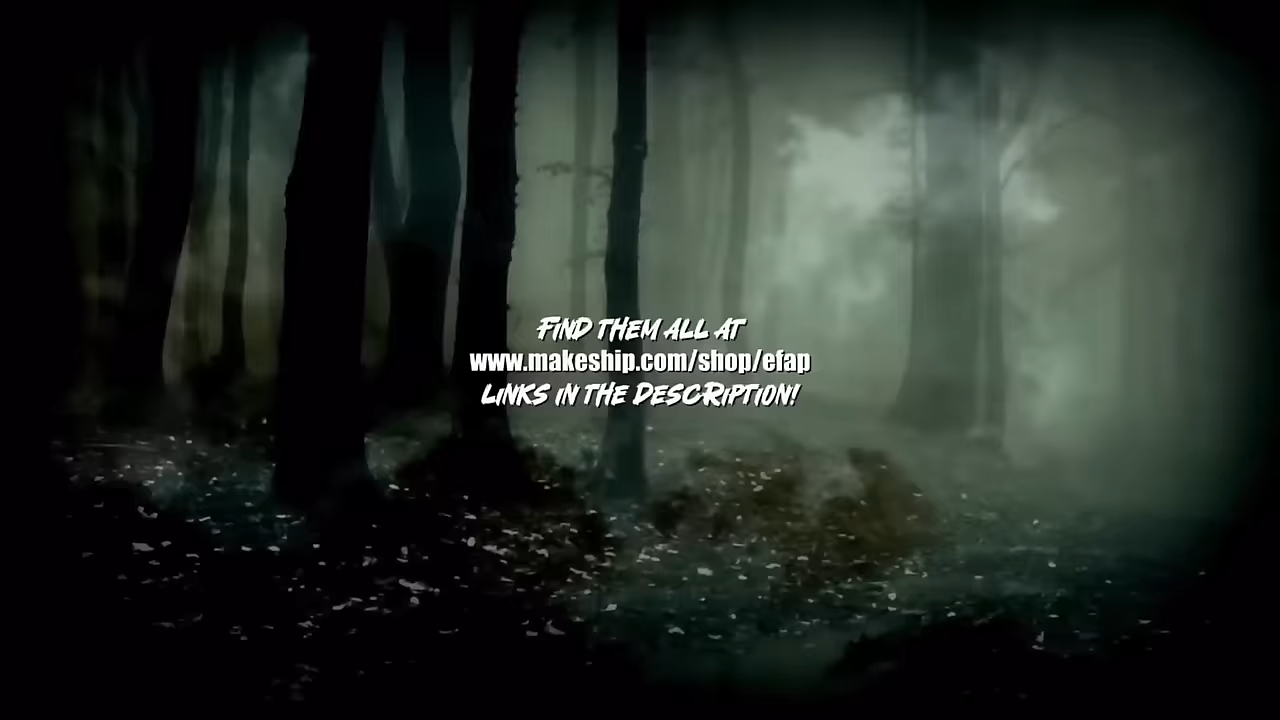 FIND THEM ALL AT
www.makeship.com/shop/efap
LINKS IN THE DESCRIPTION!